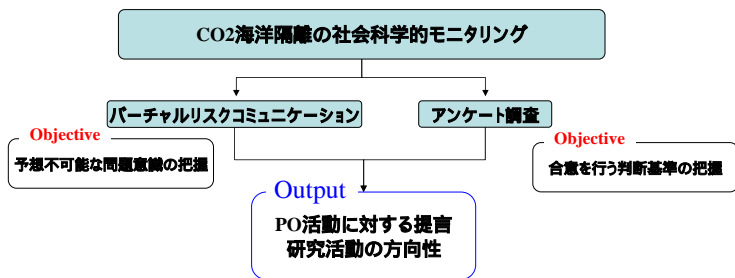 CO2海洋隔離の社会科学的モニタリング
バーチャルリスクコミュニケーション
アンケート調査
Objective
予想不可能な問題意識の把握
Objective
合意を行う判断基準の把握
Output
PO活動に対する提言
研究活動の方向性